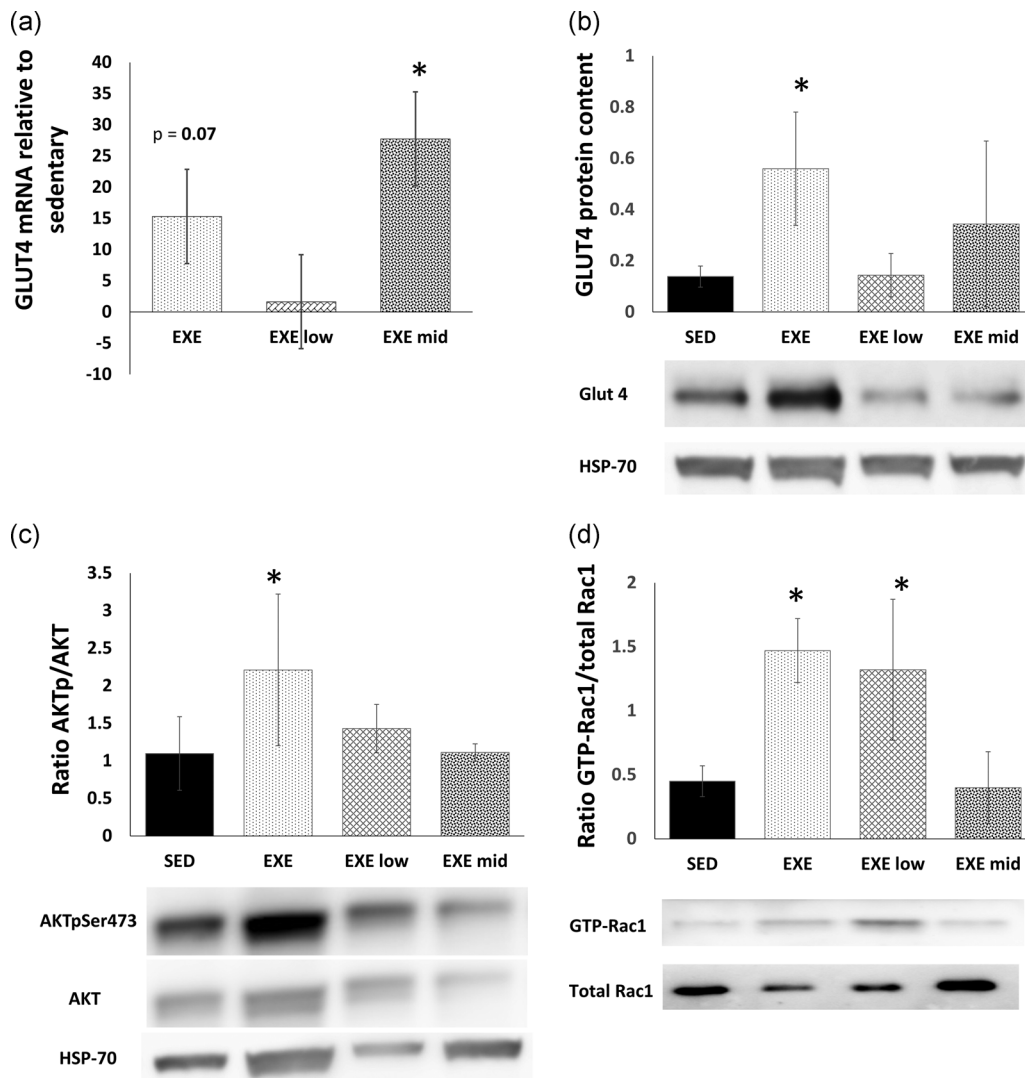 (a)
GLUT4 mRNA relative to
sedentary
40
35
30
25
20
15
10
5
0
-5
-10
p = 0.07
*
EXE
EXE low
EXE mid
(b)
GLUT4 protein content
1
0.8
0.6
0.4
0.2
0
*
SED
EXE
EXE low
EXE mid
Glut 4
HSP-70
(c)
Ratio AKTp/AKT
3.5
3
2.5
2
1.5
1
0.5
0
*
SED
EXE
EXE low
EXE mid
AKTpSer473
AKT
HSP-70
(d)
Ratio GTP-Rac1/total Rac1
2
1.5
1
0.5
0
*
*
SED
EXE
EXE low
EXE mid
GTP-Rac1
Total Rac1